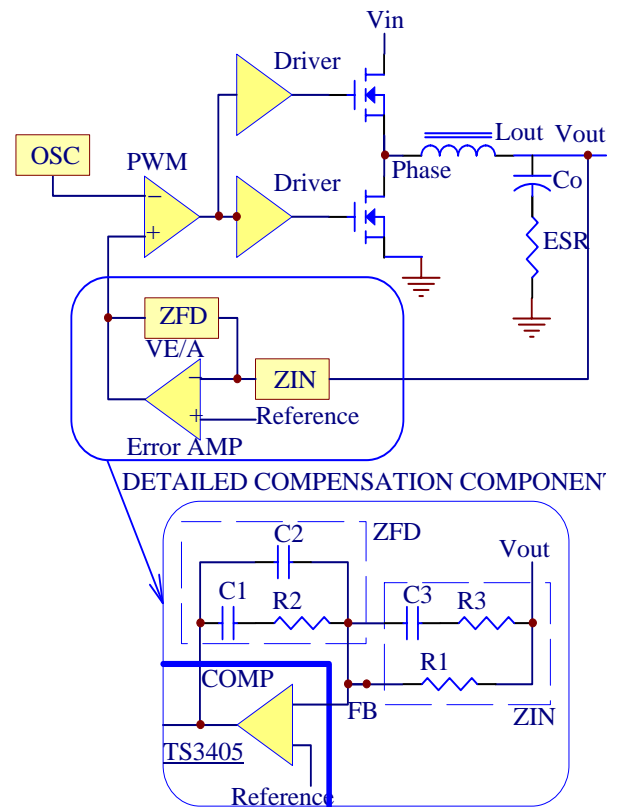 Vin
Driver
OSC
PWM
Lout
Vout
Phase
Driver
Co
ESR
ZFD
VE/A
ZIN
Reference
Error AMP
DETAILED COMPENSATION COMPONENT
ZFD
C2
Vout
C1
R2
C3
R3
R1
COMP
FB
ZIN
TS3405
Reference